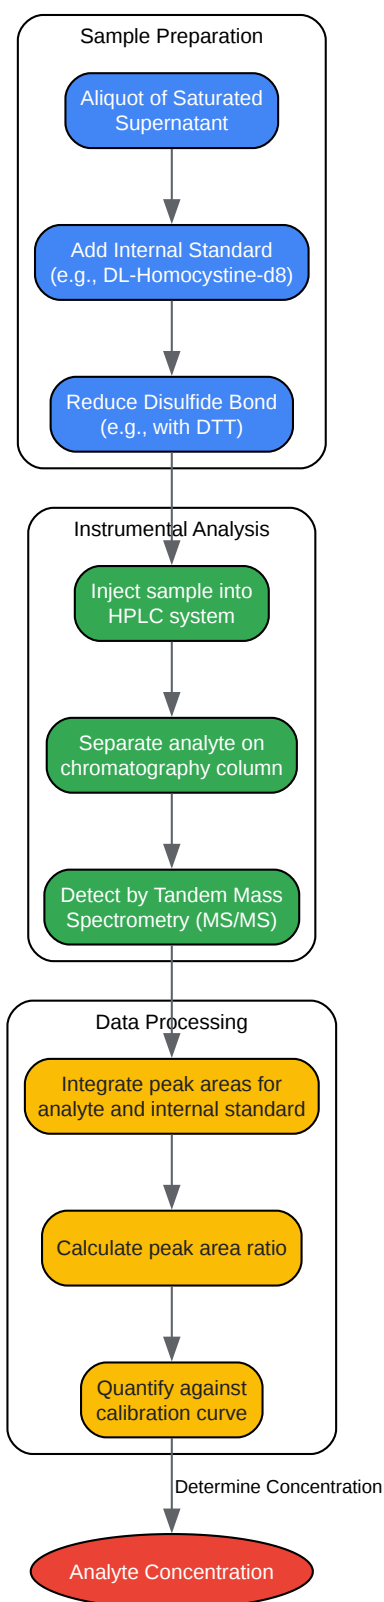 Sample Preparation
Aliquot of Saturated
Supernatant
Add Internal Standard
(e.g., DL-Homocystine-d8)
Reduce Disulfide Bond
(e.g., with DTT)
Instrumental Analysis
Inject sample into
HPLC system
Separate analyte on
chromatography column
Detect by Tandem Mass
Spectrometry (MS/MS)
Data Processing
Integrate peak areas for
analyte and internal standard
Calculate peak area ratio
Quantify against
calibration curve
Determine Concentration
Analyte Concentration